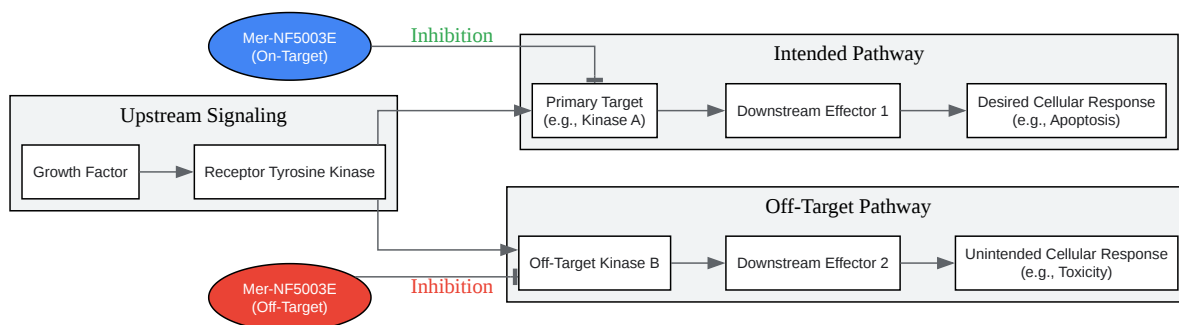 Mer-NF5003E
(On-Target)
Inhibition
Intended Pathway
Primary Target
(e.g., Kinase A)
Downstream Effector 1
Desired Cellular Response
(e.g., Apoptosis)
Upstream Signaling
Growth Factor
Receptor Tyrosine Kinase
Off-Target Pathway
Off-Target Kinase B
Downstream Effector 2
Unintended Cellular Response
(e.g., Toxicity)
Mer-NF5003E
(Off-Target)
Inhibition